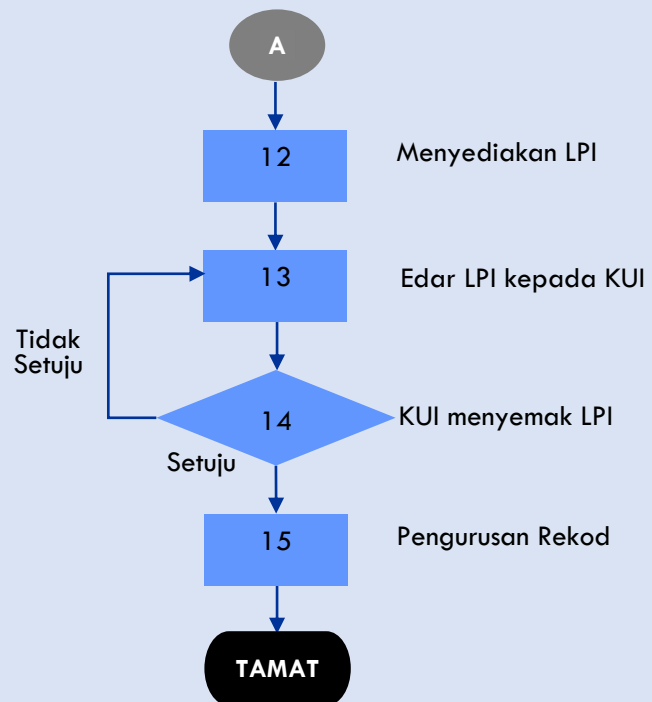 A
12
Menyediakan LPI
13
Edar LPI kepada KUI
Tidak
Setuju
14
KUI menyemak LPI
Setuju
15
Pengurusan Rekod
TAMAT